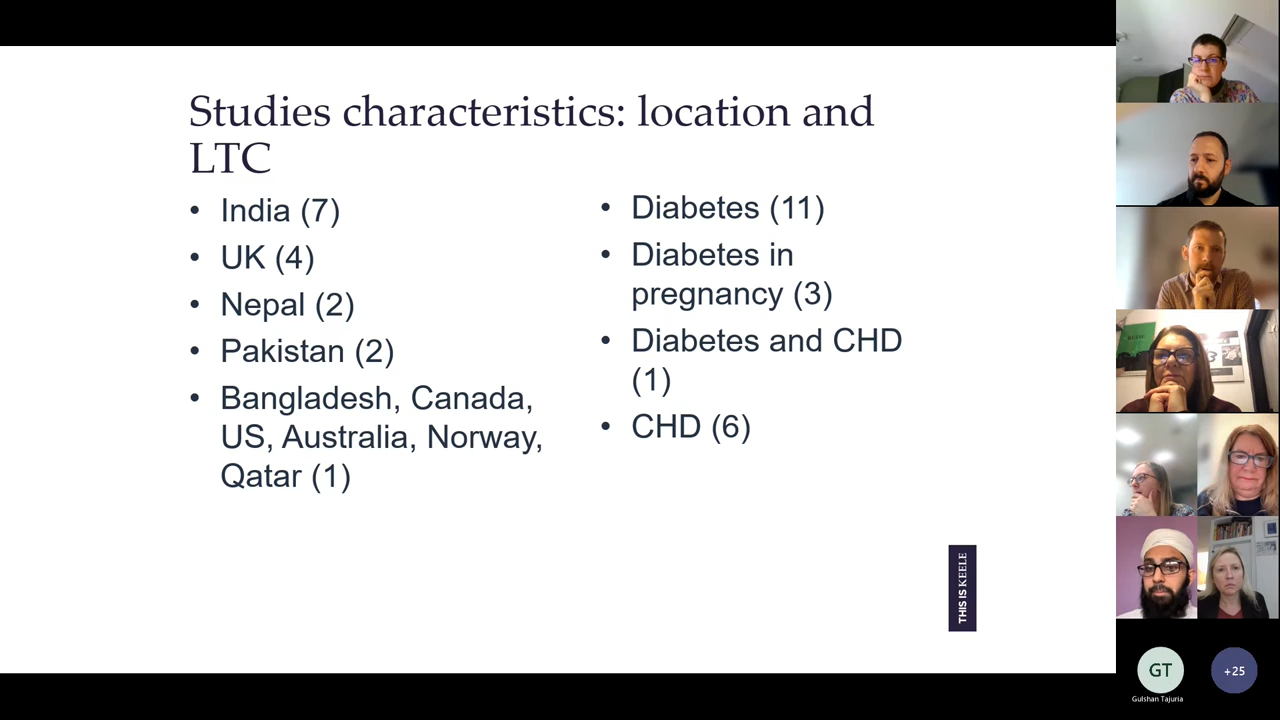 Studies characteristics: location and
LTC
• India (7)
• UK (4)
• Nepal (2)
• Pakistan (2)
• Bangladesh, Canada,
US, Australia, Norway,
Qatar (1)
• Diabetes (11)
• Diabetes in
pregnancy (3)
• Diabetes and CHD
(1)
• CHD (6)
THIS IS KEELE
GT
+25
Gulshan Tajuria